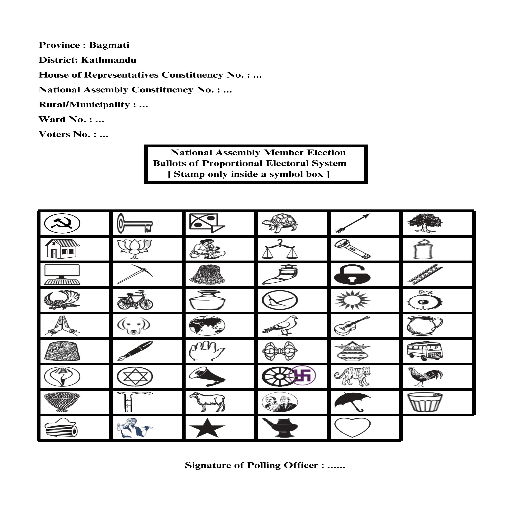 Province : Bagmati
District: Kathmandu
House of Representatives Constituency No. : ...
National Assembly Constituency No. : ...
Rural/Municipality : ...
Ward No. : ...
Voters No. : ...
National Assembly Member Election
Ballots of Proportional Electoral System
[ Stamp only inside a symbol box ]
Signature of Polling Officer : ......